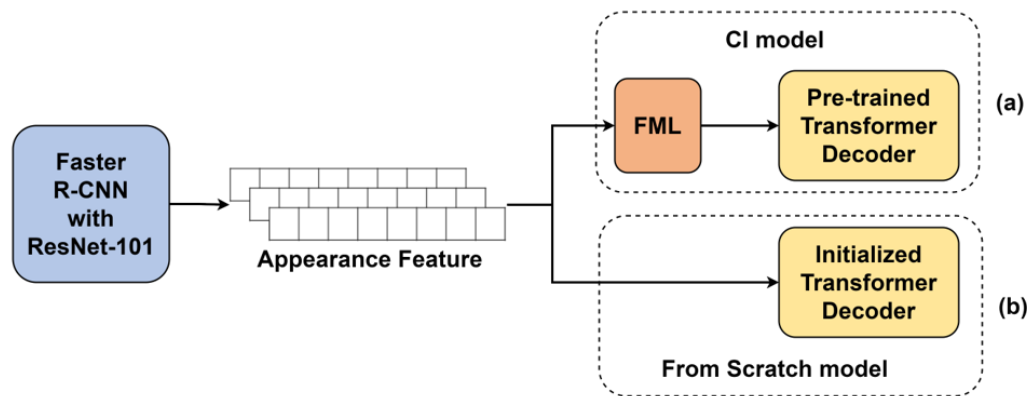 Faster
R-CNN
with
ResNet-101
Appearance Feature
CI model
FML
Pre-trained
Transformer
Decoder
(a)
Initialized
Transformer
Decoder
(b)
From Scratch model